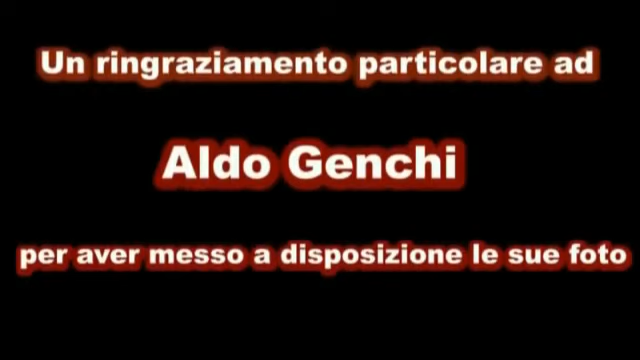 Un ringraziamento particolare ad
Aldo Genchi
per aver messo a disposizione le sue foto